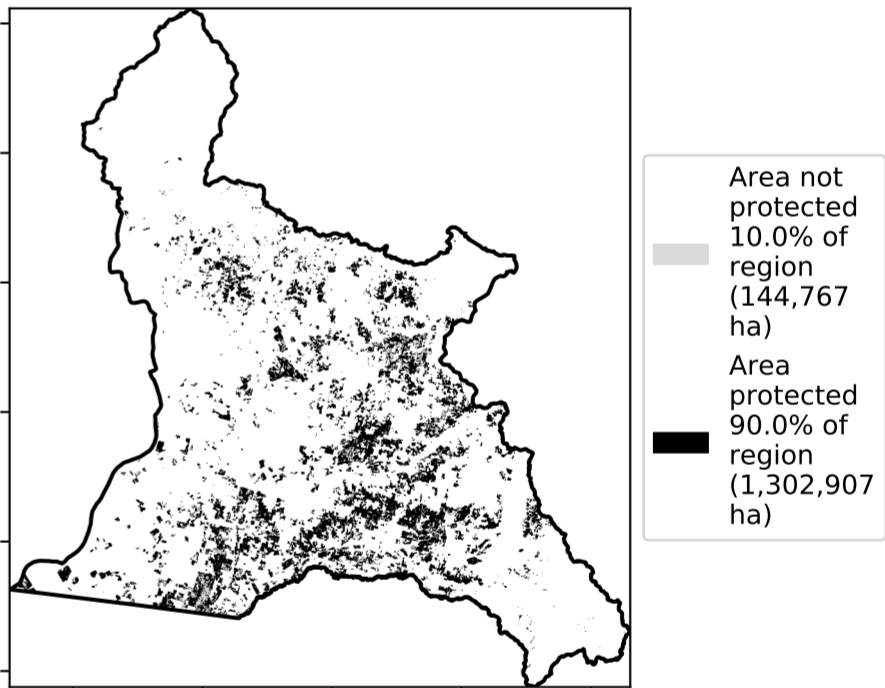 Area not
protected
10.0% of
region
(144,767
ha)
Area
protected
90.0% of
region
(1,302,907
ha)